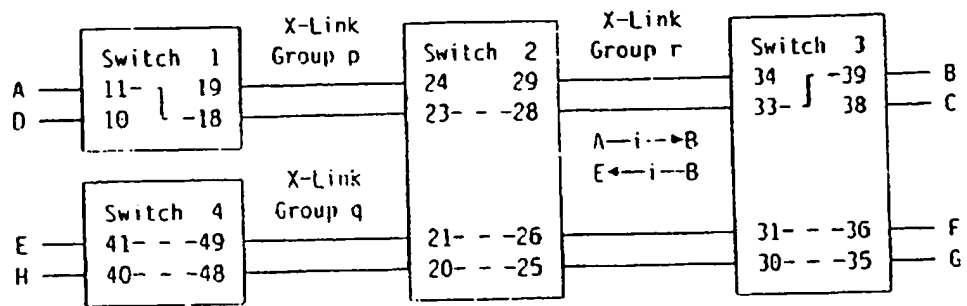 X-Link
Group p
X-Link
Group r
Switch 1
11- 19
10 -18
Switch 2
24 29
23- - -28
21- - -26
20- - -25
Switch 3
34 -39
33- 38
31- - -36
30- - -35
A
D
B
C
A—i-→B
E←—i—B
X-Link
Group q
Switch 4
41- - -49
40- - -48
E
H
F
G